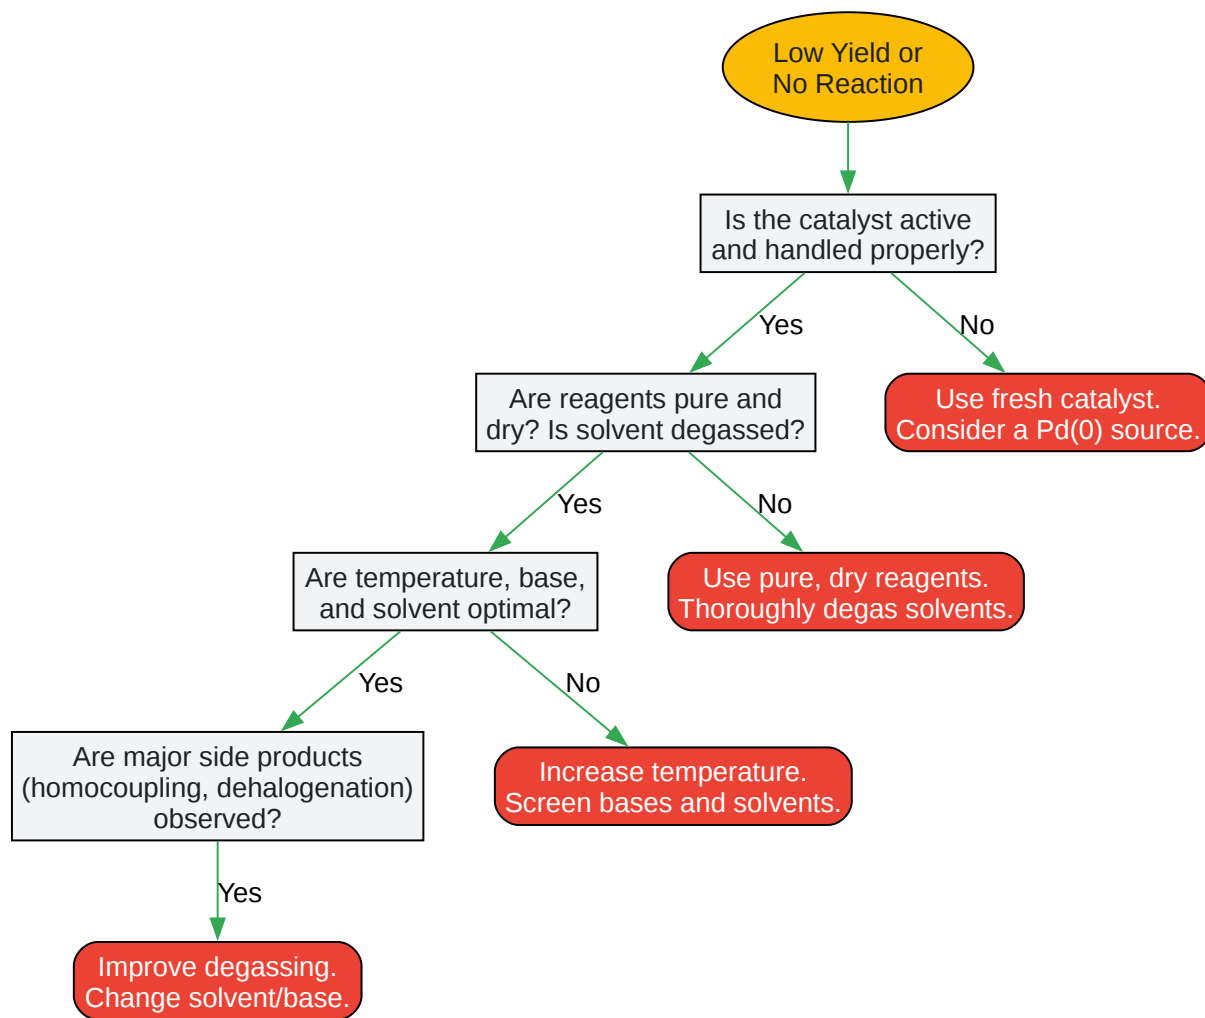 Low Yield or
No Reaction
Is the catalyst active
and handled properly?
Yes
No
Are reagents pure and
dry? Is solvent degassed?
Use fresh catalyst.
Consider a Pd(0) source.
Yes
No
Are temperature, base,
and solvent optimal?
Use pure, dry reagents.
Thoroughly degas solvents.
Yes
No
Are major side products
(homocoupling, dehalogenation)
observed?
Increase temperature.
Screen bases and solvents.
Yes
Improve degassing.
Change solvent/base.